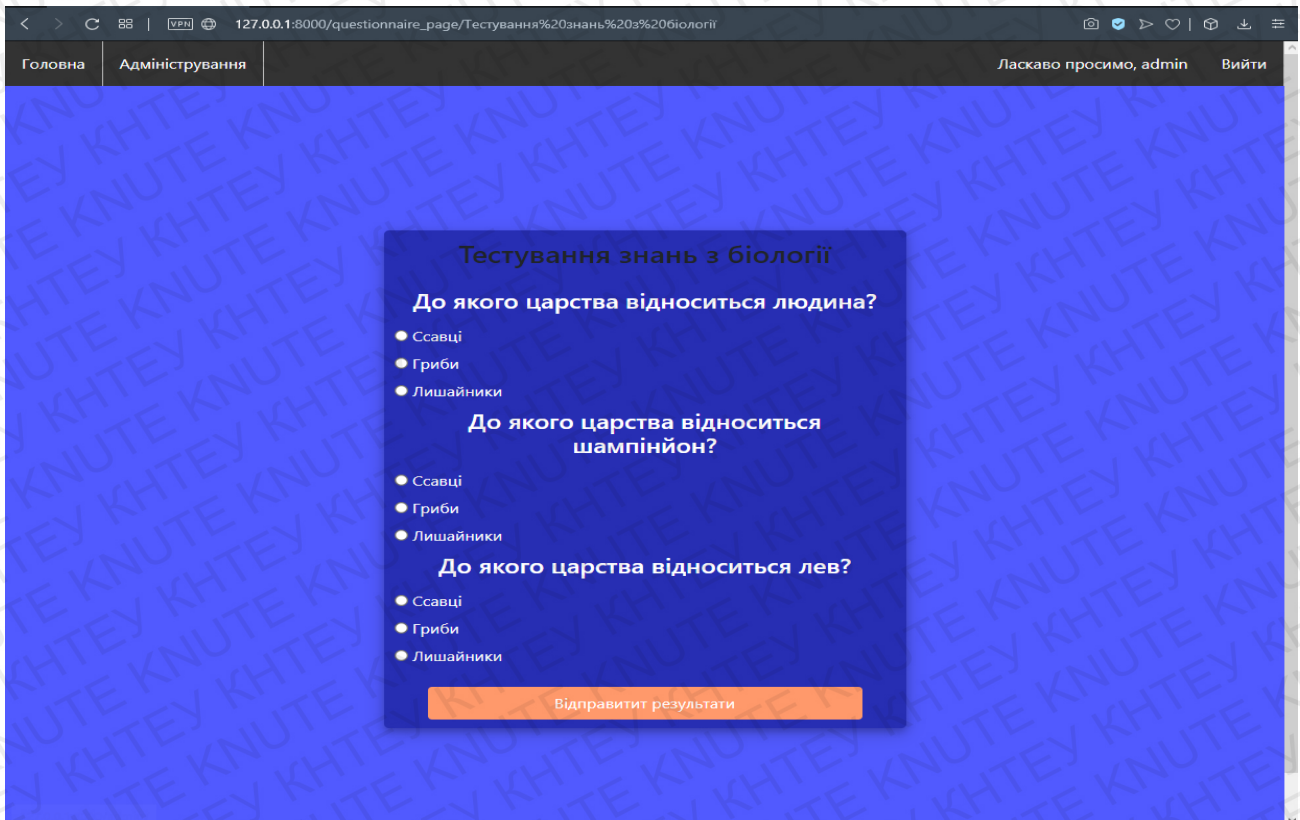 VPN 127.0.0.1:8000/questionnaire_page/Тестування%20знань%20з%20біології
Головна Адміністрування Ласкаво просимо, admin Вийти
Тестування знань з біології
До якого царства відноситься людина?
Ссавці
Гриби
Лишайники
До якого царства відноситься
шампінйон?
Ссавці
Гриби
Лишайники
До якого царства відноситься лев?
Ссавці
Гриби
Лишайники
Відправитит результати